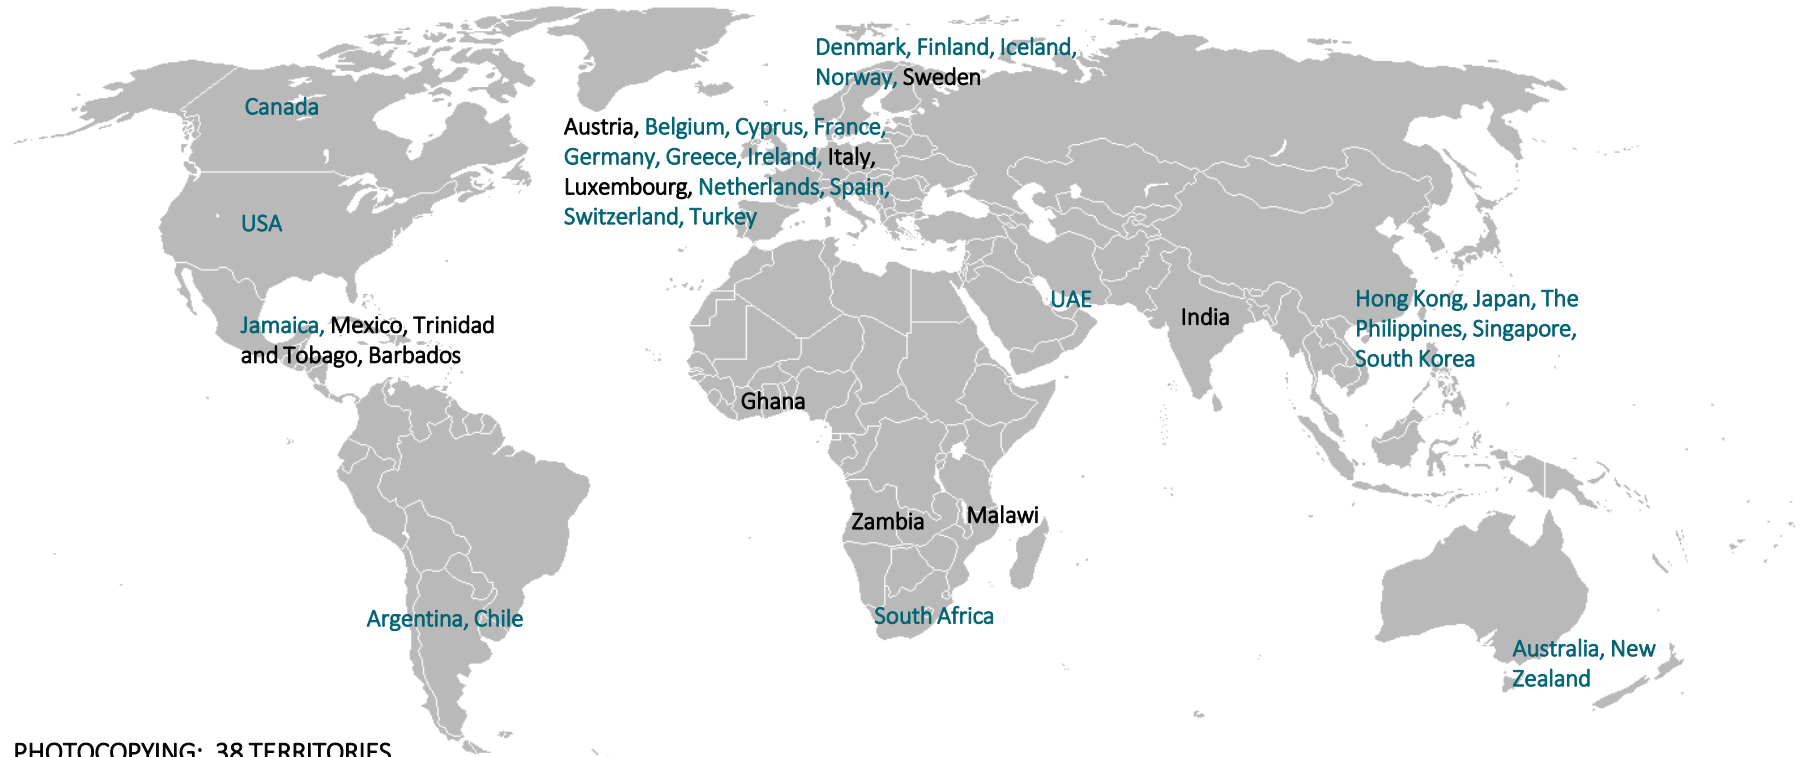 Denmark, Finland, Iceland,
Norway, Sweden
Canada
Austria, Belgium, Cyprus, France,
Germany, Greece, Ireland, Italy,
Luxembourg, Netherlands, Spain,
Switzerland, Turkey
USA
UAE
India
Hong Kong, Japan, The
Philippines, Singapore,
South Korea
Jamaica, Mexico, Trinidad
and Tobago, Barbados
Ghana
Zambia
Malawi
Argentina, Chile
South Africa
Australia, New
Zealand
PHOTOCOPYING: 38 TERRITORIES